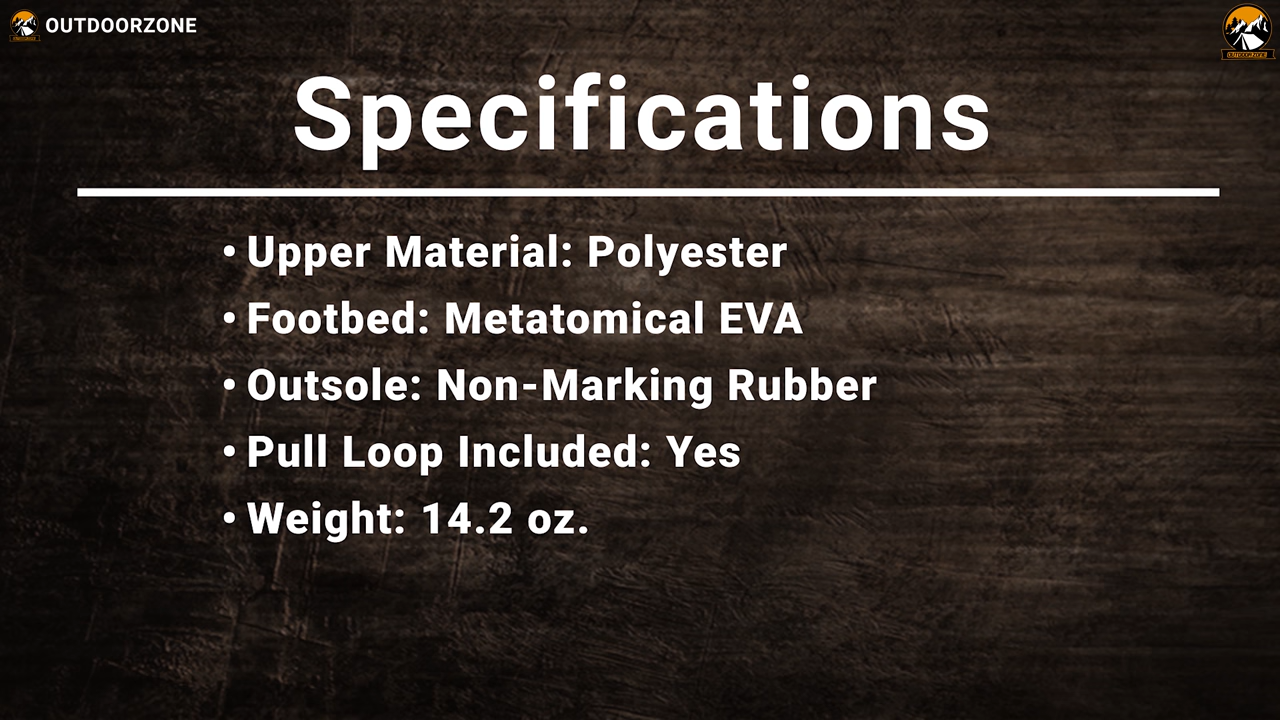 OUTDOORZONE
OUTDOORZONE
Specifications
• Upper Material: Polyester
• Footbed: Metatomical EVA
• Outsole: Non-Marking Rubber
• Pull Loop Included: Yes
• Weight: 14.2 oz.